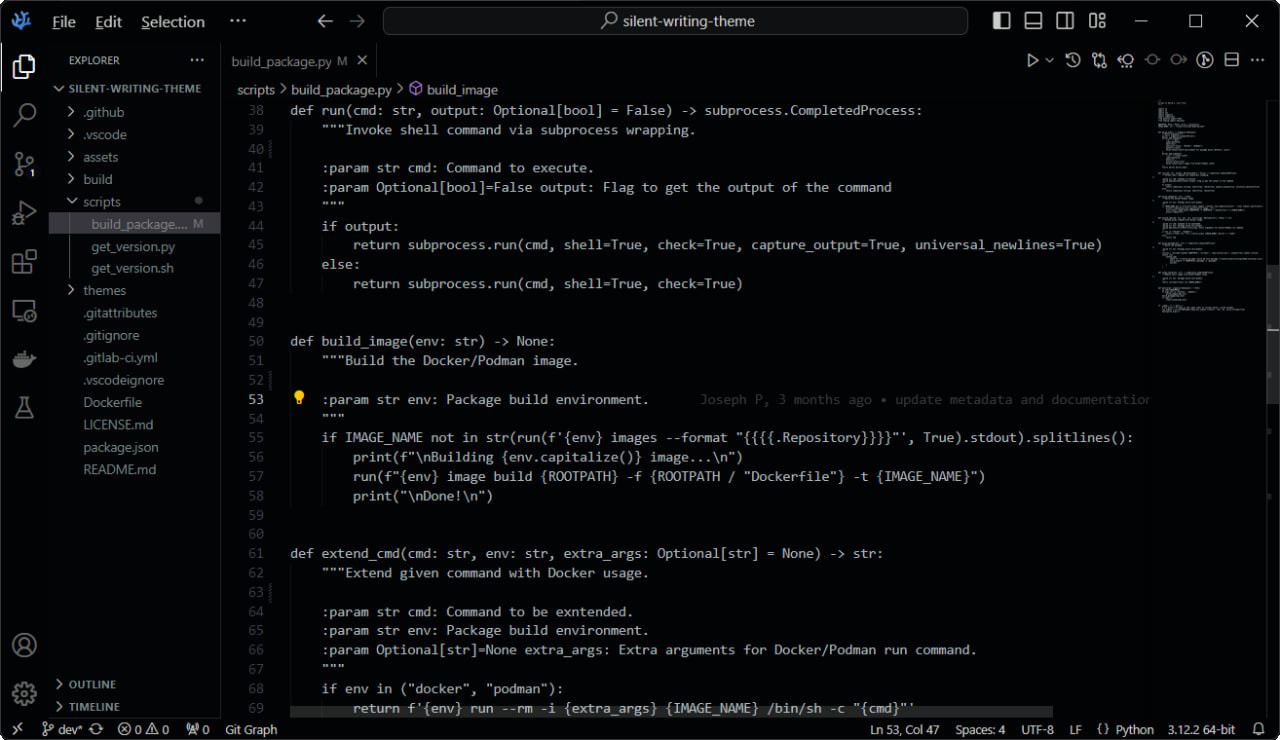 File Edit Selection ··· silent-writing-theme
EXPLORER ···
SILENT-WRITING-THEME
.github
.vscode
assets
build
scripts
build_package.... M
get_version.py
get_version.sh
themes
.gitattributes
.gitignore
.gitlab-ci.yml
.vscodeignore
Dockerfile
LICENSE.md
package.json
README.md
OUTLINE
TIMELINE
1
build_package.py M
scripts > build_package.py > build_image
38 def run(cmd: str, output: Optional[bool] = False) -> subprocess.CompletedProcess:
39 """Invoke shell command via subprocess wrapping.
40
41 :param str cmd: Command to execute.
42 :param Optional[bool]=False output: Flag to get the output of the command
43 """
44 if output:
45 return subprocess.run(cmd, shell=True, check=True, capture_output=True, universal_newlines=True)
46 else:
47 return subprocess.run(cmd, shell=True, check=True)
48
49
50 def build_image(env: str) -> None:
51 """Build the Docker/Podman image.
52
53 :param str env: Package build environment. Joseph P, 3 months ago • update metadata and documentation
54 """
55 if IMAGE_NAME not in str(run(f'{env} images --format "{{{{.Repository}}}}"', True).stdout).splitlines():
56 print(f"\nBuilding {env.capitalize()} image...\n")
57 run(f"{env} image build {ROOTPATH} -f {ROOTPATH / "Dockerfile"} -t {IMAGE_NAME}")
58 print("\nDone!\n")
59
60
61 def extend_cmd(cmd: str, env: str, extra_args: Optional[str] = None) -> str:
62 """Extend given command with Docker usage.
63
64 :param str cmd: Command to be exntended.
65 :param str env: Package build environment.
66 :param Optional[str]=None extra_args: Extra arguments for Docker/Podman run command.
67 """
68 if env in ("docker", "podman"):
69 return f'{env} run --rm -i {extra_args} {IMAGE_NAME} /bin/sh -c "{cmd}"'
dev* 0 0 0 Git Graph Ln 53, Col 47 Spaces: 4 UTF-8 LF {} Python 3.12.2 64-bit